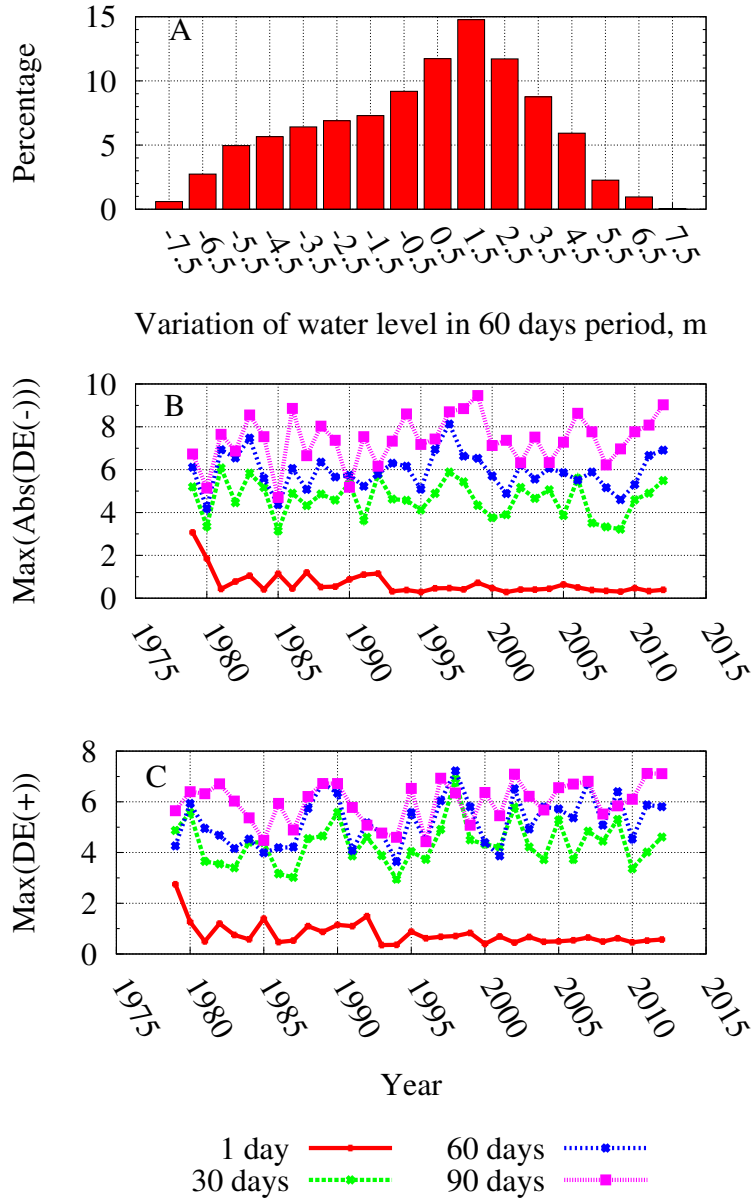 A
Percentage
15
10
5
0
-7.5 -6.5 -5.5 -4.5 -3.5 -2.5 -1.5 -0.5 0.5 1.5 2.5 3.5 4.5 5.5 6.5 7.5
Variation of water level in 60 days period, m
B
Max(Abs(DE(-)))
10
8
6
4
2
0
1975 1980 1985 1990 1995 2000 2005 2010 2015
C
Max(DE(+))
8
6
4
2
0
1975 1980 1985 1990 1995 2000 2005 2010 2015
Year
1 day
60 days
30 days
90 days